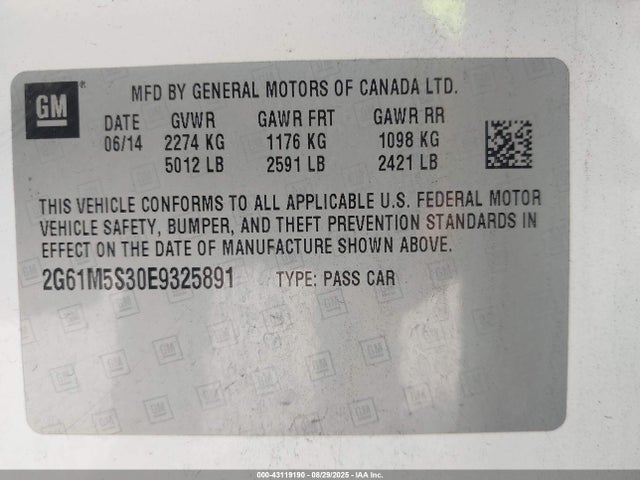 GM ®
MFD BY GENERAL MOTORS OF CANADA LTD.
DATE GVWR GAWR FRT GAWR RR
06/14 2274 KG 1176 KG 1098 KG
5012 LB 2591 LB 2421 LB
THIS VEHICLE CONFORMS TO ALL APPLICABLE U.S. FEDERAL MOTOR
VEHICLE SAFETY, BUMPER, AND THEFT PREVENTION STANDARDS IN
EFFECT ON THE DATE OF MANUFACTURE SHOWN ABOVE.
2G61M5S30E9325891 TYPE: PASS CAR
000-43119190 - 08/29/2025 - IAA Inc.